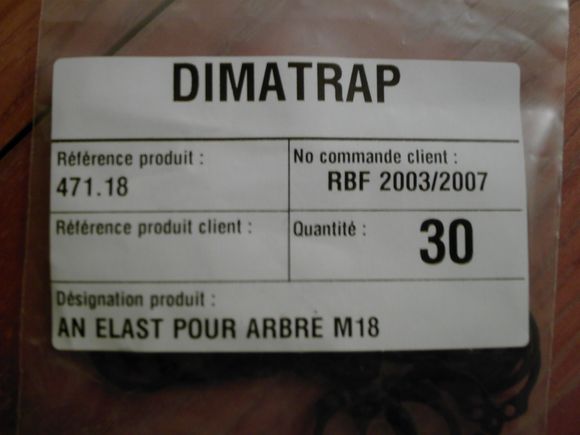 DIMATRAP
Référence produit :
471.18
No commande client :
RBF 2003/2007
Référence produit client :
Quantité :
30
Désignation produit :
AN ELAST POUR ARBRE M18